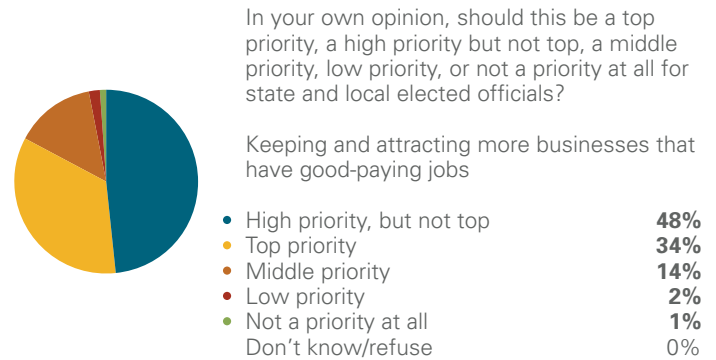 In your own opinion, should this be a top
priority, a high priority but not top, a middle
priority, low priority, or not a priority at all for
state and local elected officials?
Keeping and attracting more businesses that
have good-paying jobs
High priority, but not top 48%
Top priority 34%
Middle priority 14%
Low priority 2%
Not a priority at all 1%
Don't know/refuse 0%